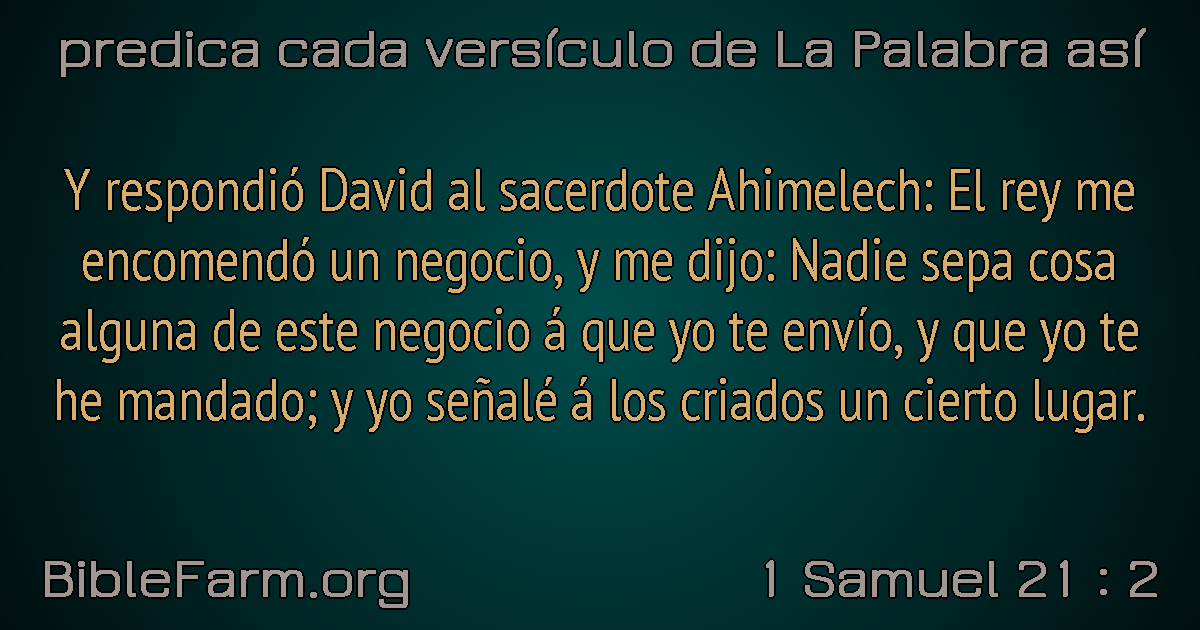 predica cada versículo de La Palabra así
Y respondió David al sacerdote Ahimelech: El rey me
encomendó un negocio, y me dijo: Nadie sepa cosa
alguna de este negocio á que yo te envío, y que yo te
he mandado; y yo señalé á los criados un cierto lugar.
BibleFarm.org
1 Samuel 21 : 2